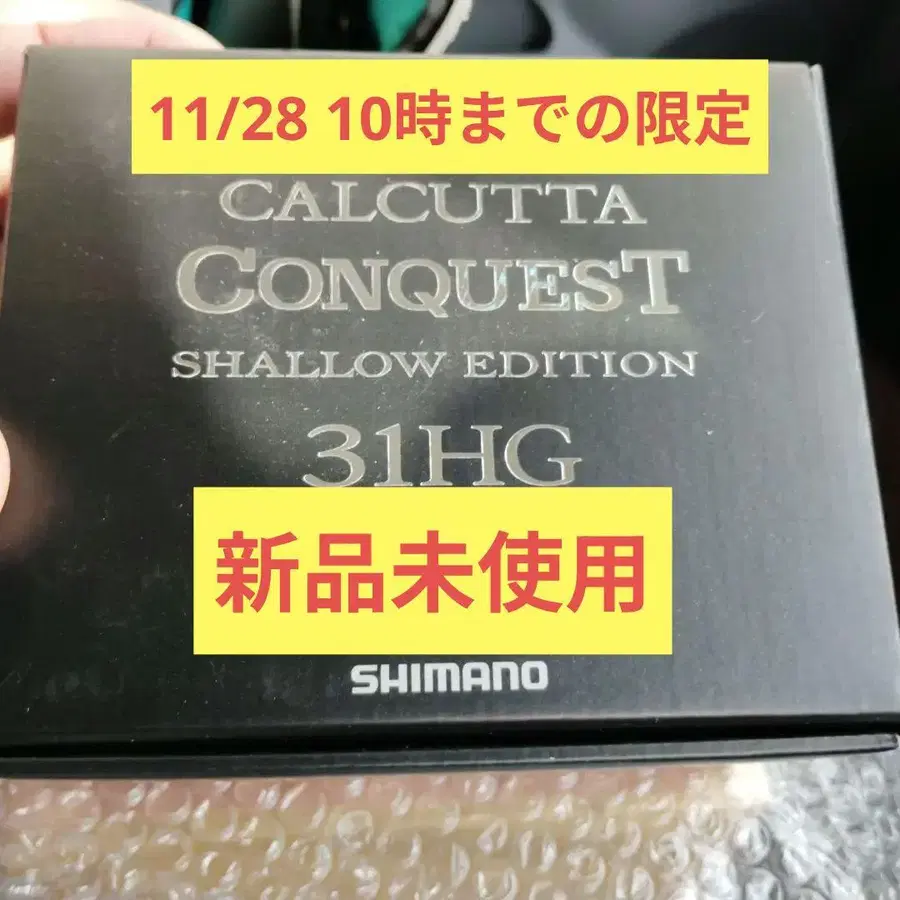 11/28 10時までの限定
CALCUTTA
CONQUEST
SHALLOW EDITION
31HG
新品未使用
SHIMANO